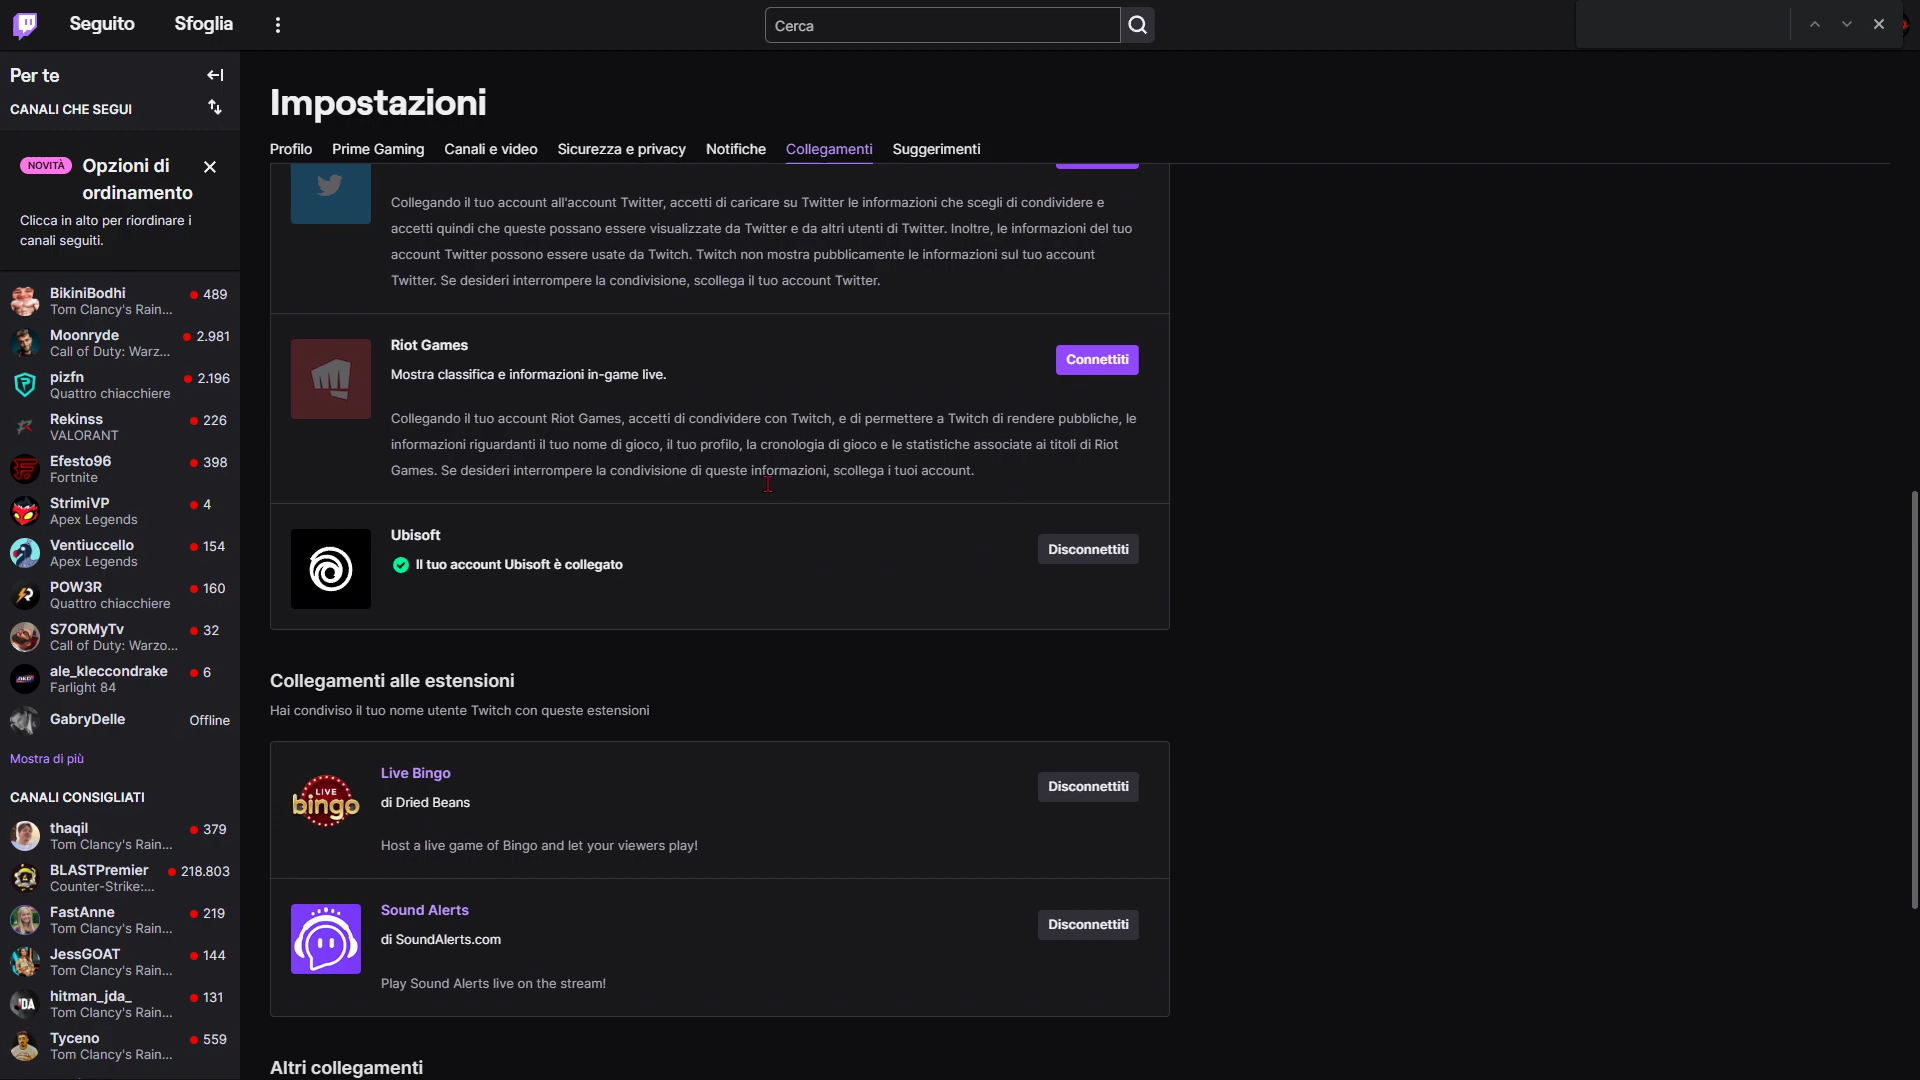 Seguito
Sfoglia
Cerca
Per te
CANALI CHE SEGUI
NOVITÀ
Opzioni di
ordinamento
Clicca in alto per riordinare i
canali seguiti.
BikiniBodhi
489
Tom Clancy's Rain...
Moonryde
2.981
Call of Duty: Warz...
pizfn
2.196
Quattro chiacchiere
Rekinss
226
VALORANT
Efesto96
398
Fortnite
StrimiVP
4
Apex Legends
Ventiuccello
154
Apex Legends
POW3R
160
Quattro chiacchiere
S7ORMyTv
32
Call of Duty: Warzo...
ale_kleccondrake
6
Farlight 84
GabryDelle
Offline
Mostra di più
CANALI CONSIGLIATI
thaqil
379
Tom Clancy's Rain...
BLASTPremier
218.803
Counter-Strike:...
FastAnne
219
Tom Clancy's Rain...
JessGOAT
144
Tom Clancy's Rain...
hitman_jda_
131
Tom Clancy's Rain...
Tyceno
559
Tom Clancy's Rain...
Impostazioni
Profilo
Prime Gaming
Canali e video
Sicurezza e privacy
Notifiche
Collegamenti
Suggerimenti
Collegando il tuo account all'account Twitter, accetti di caricare su Twitter le informazioni che scegli di condividere e
accetti quindi che queste possano essere visualizzate da Twitter e da altri utenti di Twitter. Inoltre, le informazioni del tuo
account Twitter possono essere usate da Twitch. Twitch non mostra pubblicamente le informazioni sul tuo account
Twitter. Se desideri interrompere la condivisione, scollega il tuo account Twitter.
Riot Games
Connettiti
Mostra classifica e informazioni in-game live.
Collegando il tuo account Riot Games, accetti di condividere con Twitch, e di permettere a Twitch di rendere pubbliche, le
informazioni riguardanti il tuo nome di gioco, il tuo profilo, la cronologia di gioco e le statistiche associate ai titoli di Riot
Games. Se desideri interrompere la condivisione di queste informazioni, scollega i tuoi account.
Ubisoft
Disconnettiti
Il tuo account Ubisoft è collegato
Collegamenti alle estensioni
Hai condiviso il tuo nome utente Twitch con queste estensioni
LIVE
bingo
Live Bingo
Disconnettiti
di Dried Beans
Host a live game of Bingo and let your viewers play!
Sound Alerts
Disconnettiti
di SoundAlerts.com
Play Sound Alerts live on the stream!
Altri collegamenti